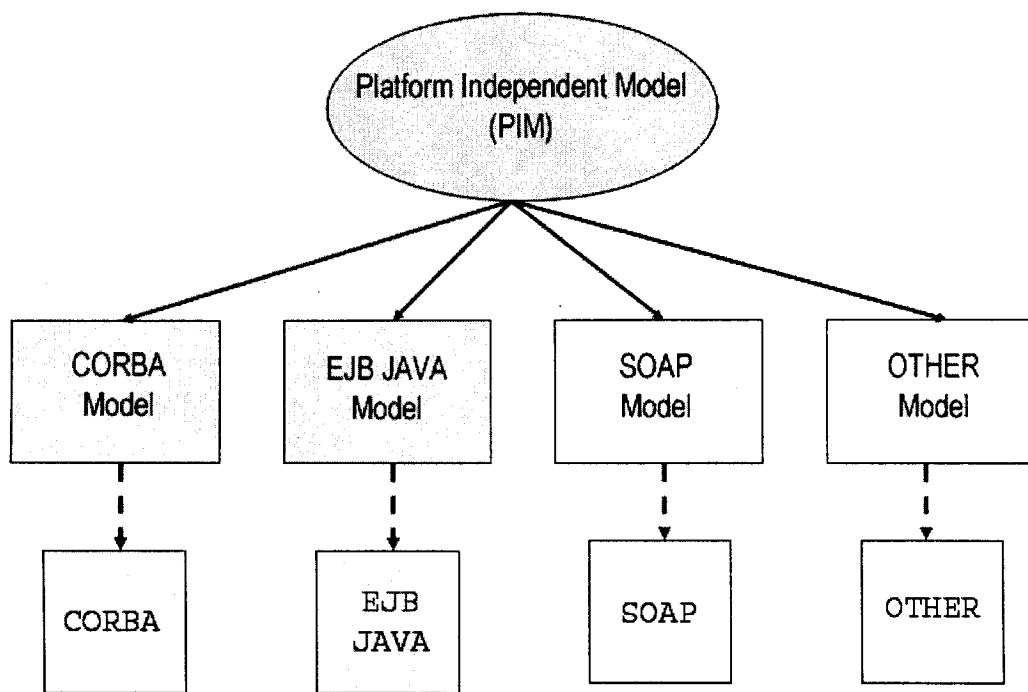 Platform Independent Model
(PIM)
CORBA
Model
EJB JAVA
Model
SOAP
Model
OTHER
Model
CORBA
EJB
JAVA
SOAP
OTHER